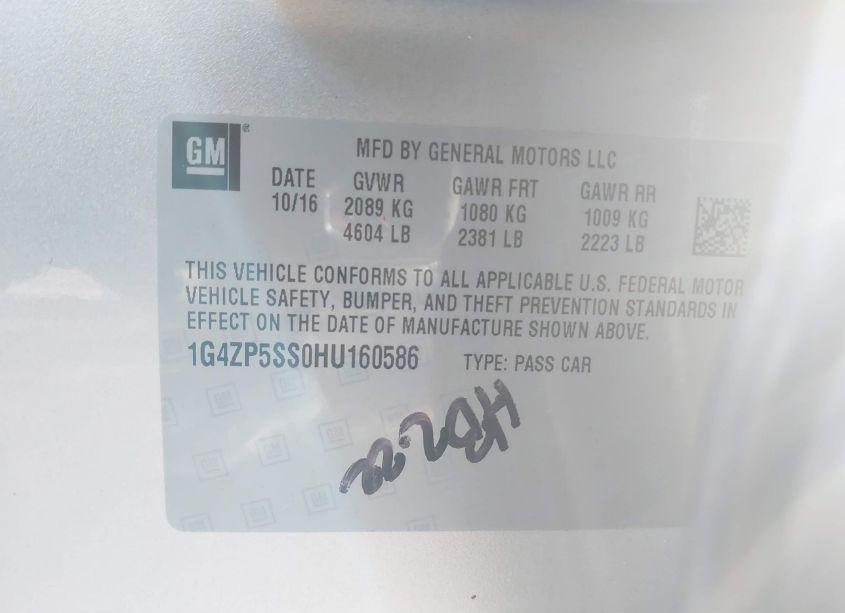 GM
MFD BY GENERAL MOTORS LLC
DATE GVWR GAWR FRT GAWR RR
10/16 2089 KG 1080 KG 1009 KG
4604 LB 2381 LB 2223 LB
THIS VEHICLE CONFORMS TO ALL APPLICABLE U.S. FEDERAL MOTOR
VEHICLE SAFETY, BUMPER, AND THEFT PREVENTION STANDARDS IN
EFFECT ON THE DATE OF MANUFACTURE SHOWN ABOVE.
1G4ZP5SS0HU160586 TYPE: PASS CAR